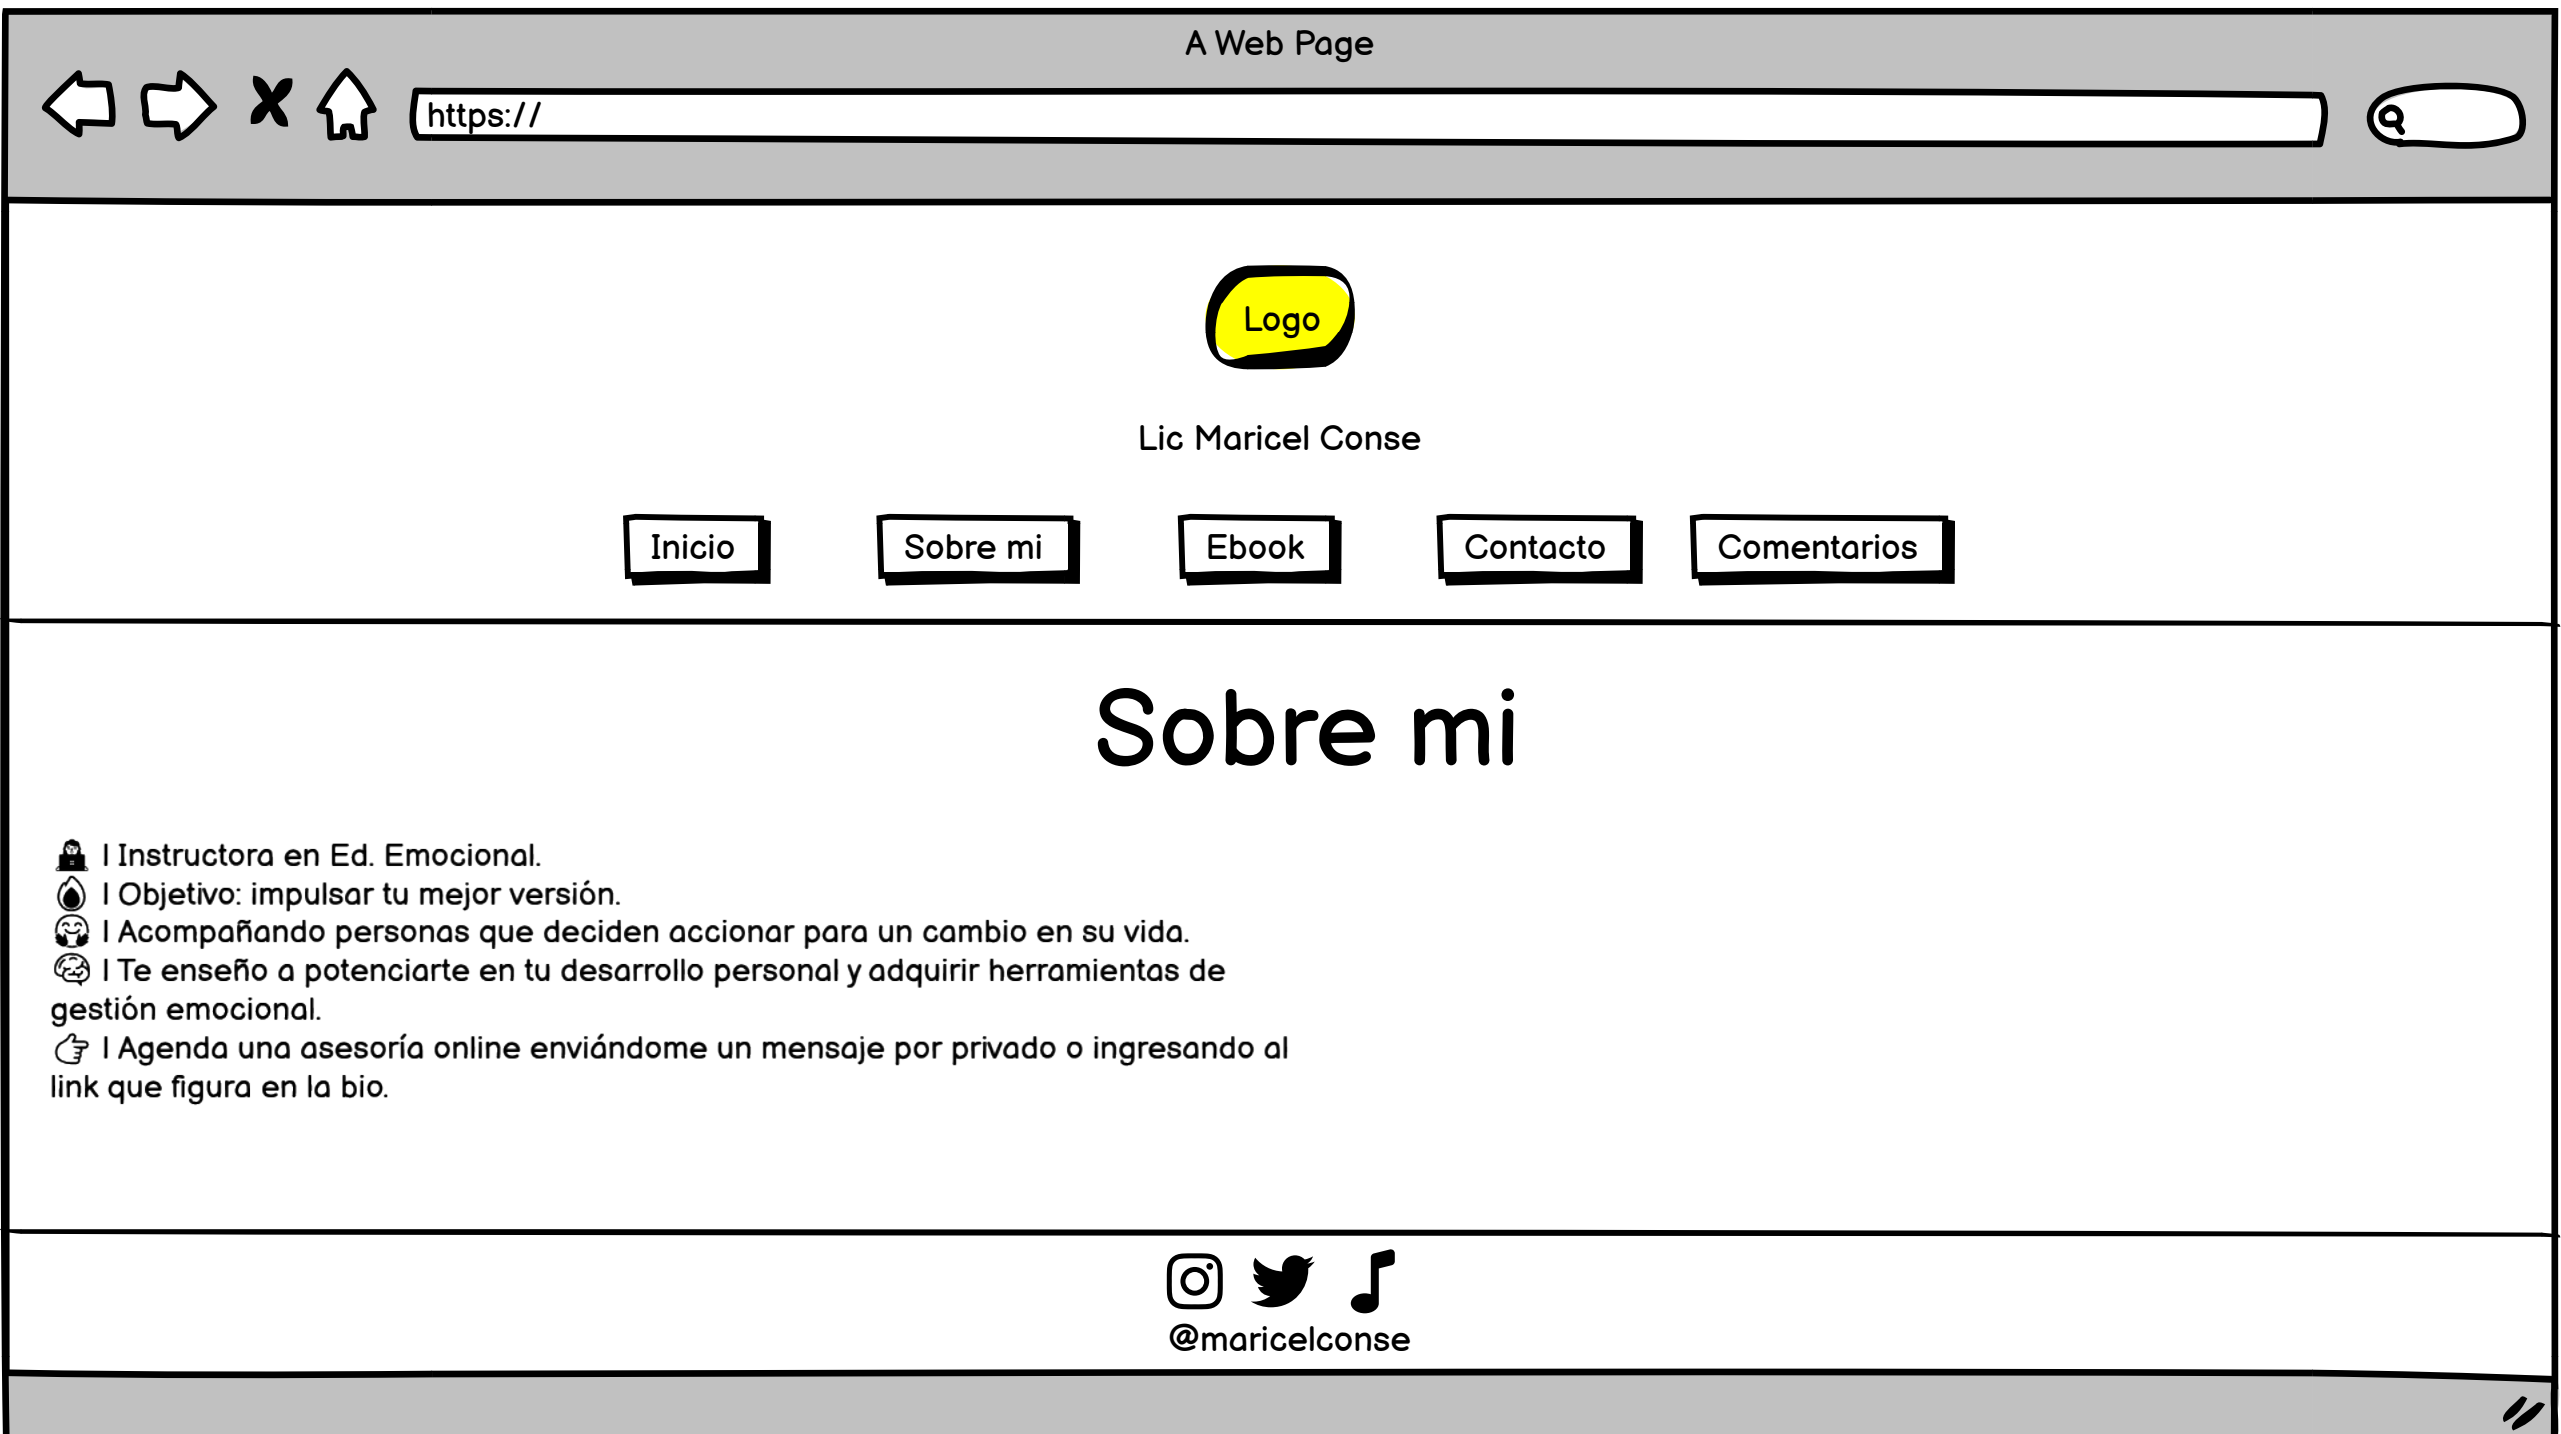 A Web Page
https://
Logo
Lic Maricel Conse
Inicio
Sobre mi
Ebook
Contacto
Comentarios
Sobre mi
👩‍💻 | Instructora en Ed. Emocional.
💧 | Objetivo: impulsar tu mejor versión.
🤗 | Acompañando personas que deciden accionar para un cambio en su vida.
🧠 | Te enseño a potenciarte en tu desarrollo personal y adquirir herramientas de
gestión emocional.
👉 | Agenda una asesoría online enviándome un mensaje por privado o ingresando al
link que figura en la bio.
@maricelconse